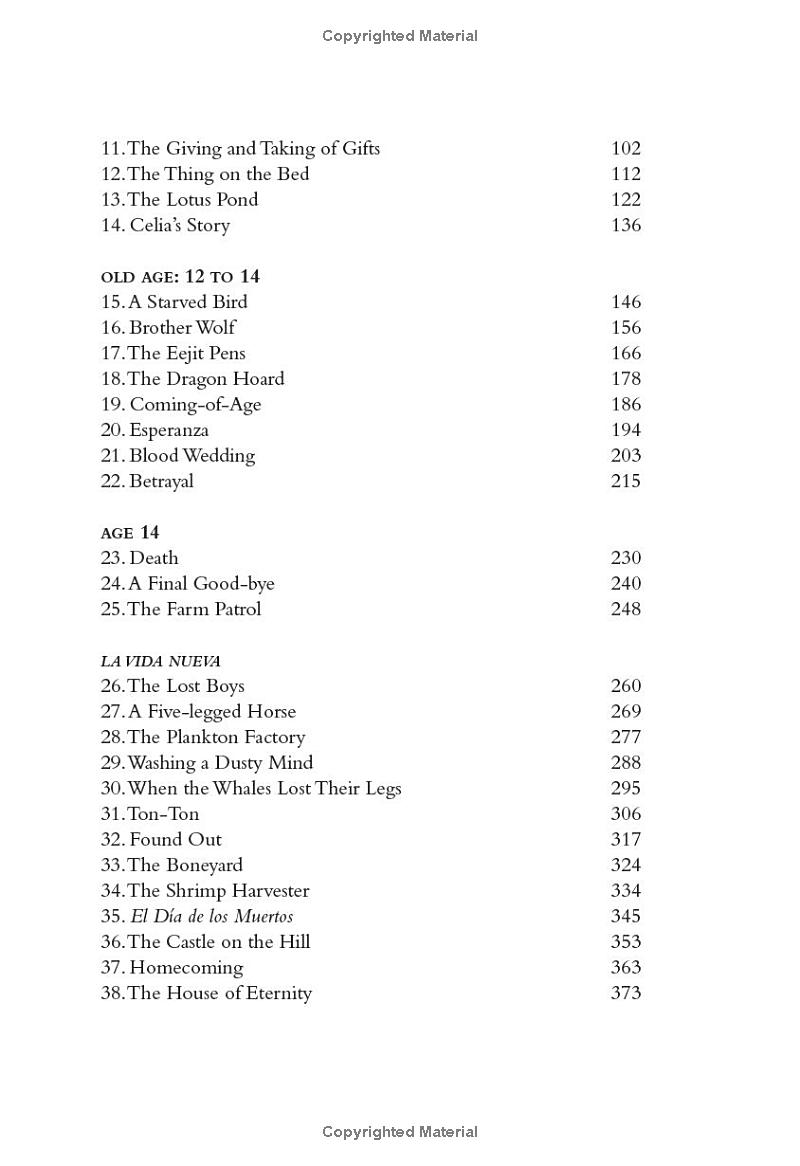 Copyrighted Material
11. The Giving and Taking of Gifts 102
12. The Thing on the Bed 112
13. The Lotus Pond 122
14. Celia's Story 136
OLD AGE: 12 TO 14
15. A Starved Bird 146
16. Brother Wolf 156
17. The Eejit Pens 166
18. The Dragon Hoard 178
19. Coming-of-Age 186
20. Esperanza 194
21. Blood Wedding 203
22. Betrayal 215
AGE 14
23. Death 230
24. A Final Good-bye 240
25. The Farm Patrol 248
LA VIDA NUEVA
26. The Lost Boys 260
27. A Five-legged Horse 269
28. The Plankton Factory 277
29. Washing a Dusty Mind 288
30. When the Whales Lost Their Legs 295
31. Ton-Ton 306
32. Found Out 317
33. The Boneyard 324
34. The Shrimp Harvester 334
35. El Día de los Muertos 345
36. The Castle on the Hill 353
37. Homecoming 363
38. The House of Eternity 373
Copyrighted Material